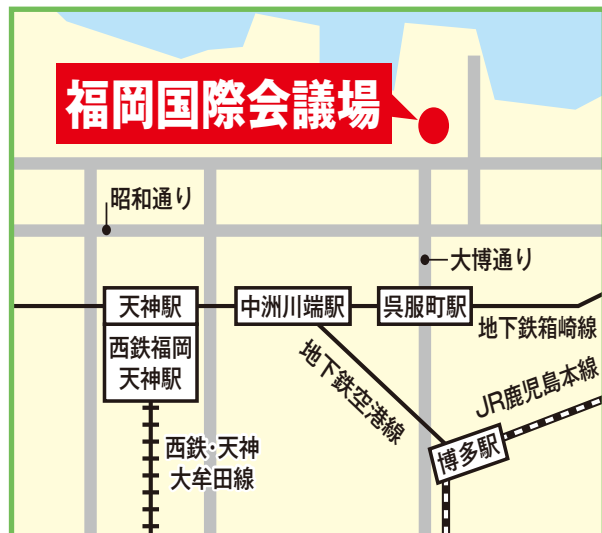 福岡国際会議場
昭和通り
大博通り
天神駅
中洲川端駅
呉服町駅
地下鉄箱崎線
西鉄福岡
天神駅
地下鉄空港線
JR鹿児島本線
博多駅
西鉄・天神
大牟田線